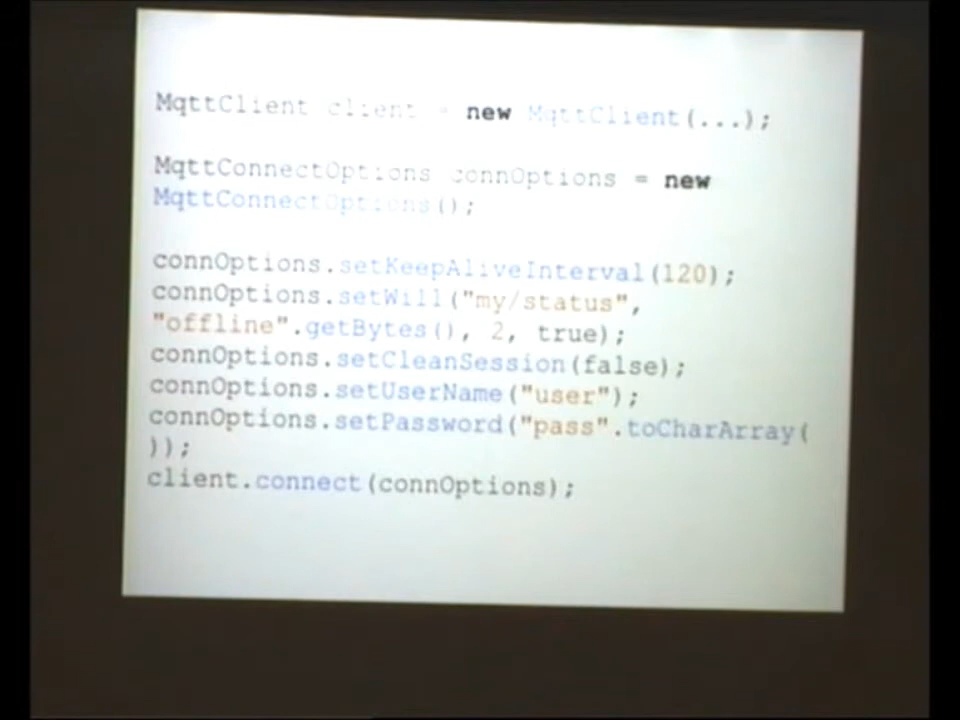 MqttClient client = new MqttClient(...);
MqttConnectOptions connOptions = new
MqttConnectOptions();
connOptions.setKeepAliveInterval(120);
connOptions.setWill("my/status",
"offline".getBytes(), 2, true);
connOptions.setCleanSession(false);
connOptions.setUserName("user");
connOptions.setPassword("pass".toCharArray(
));
client.connect(connOptions);